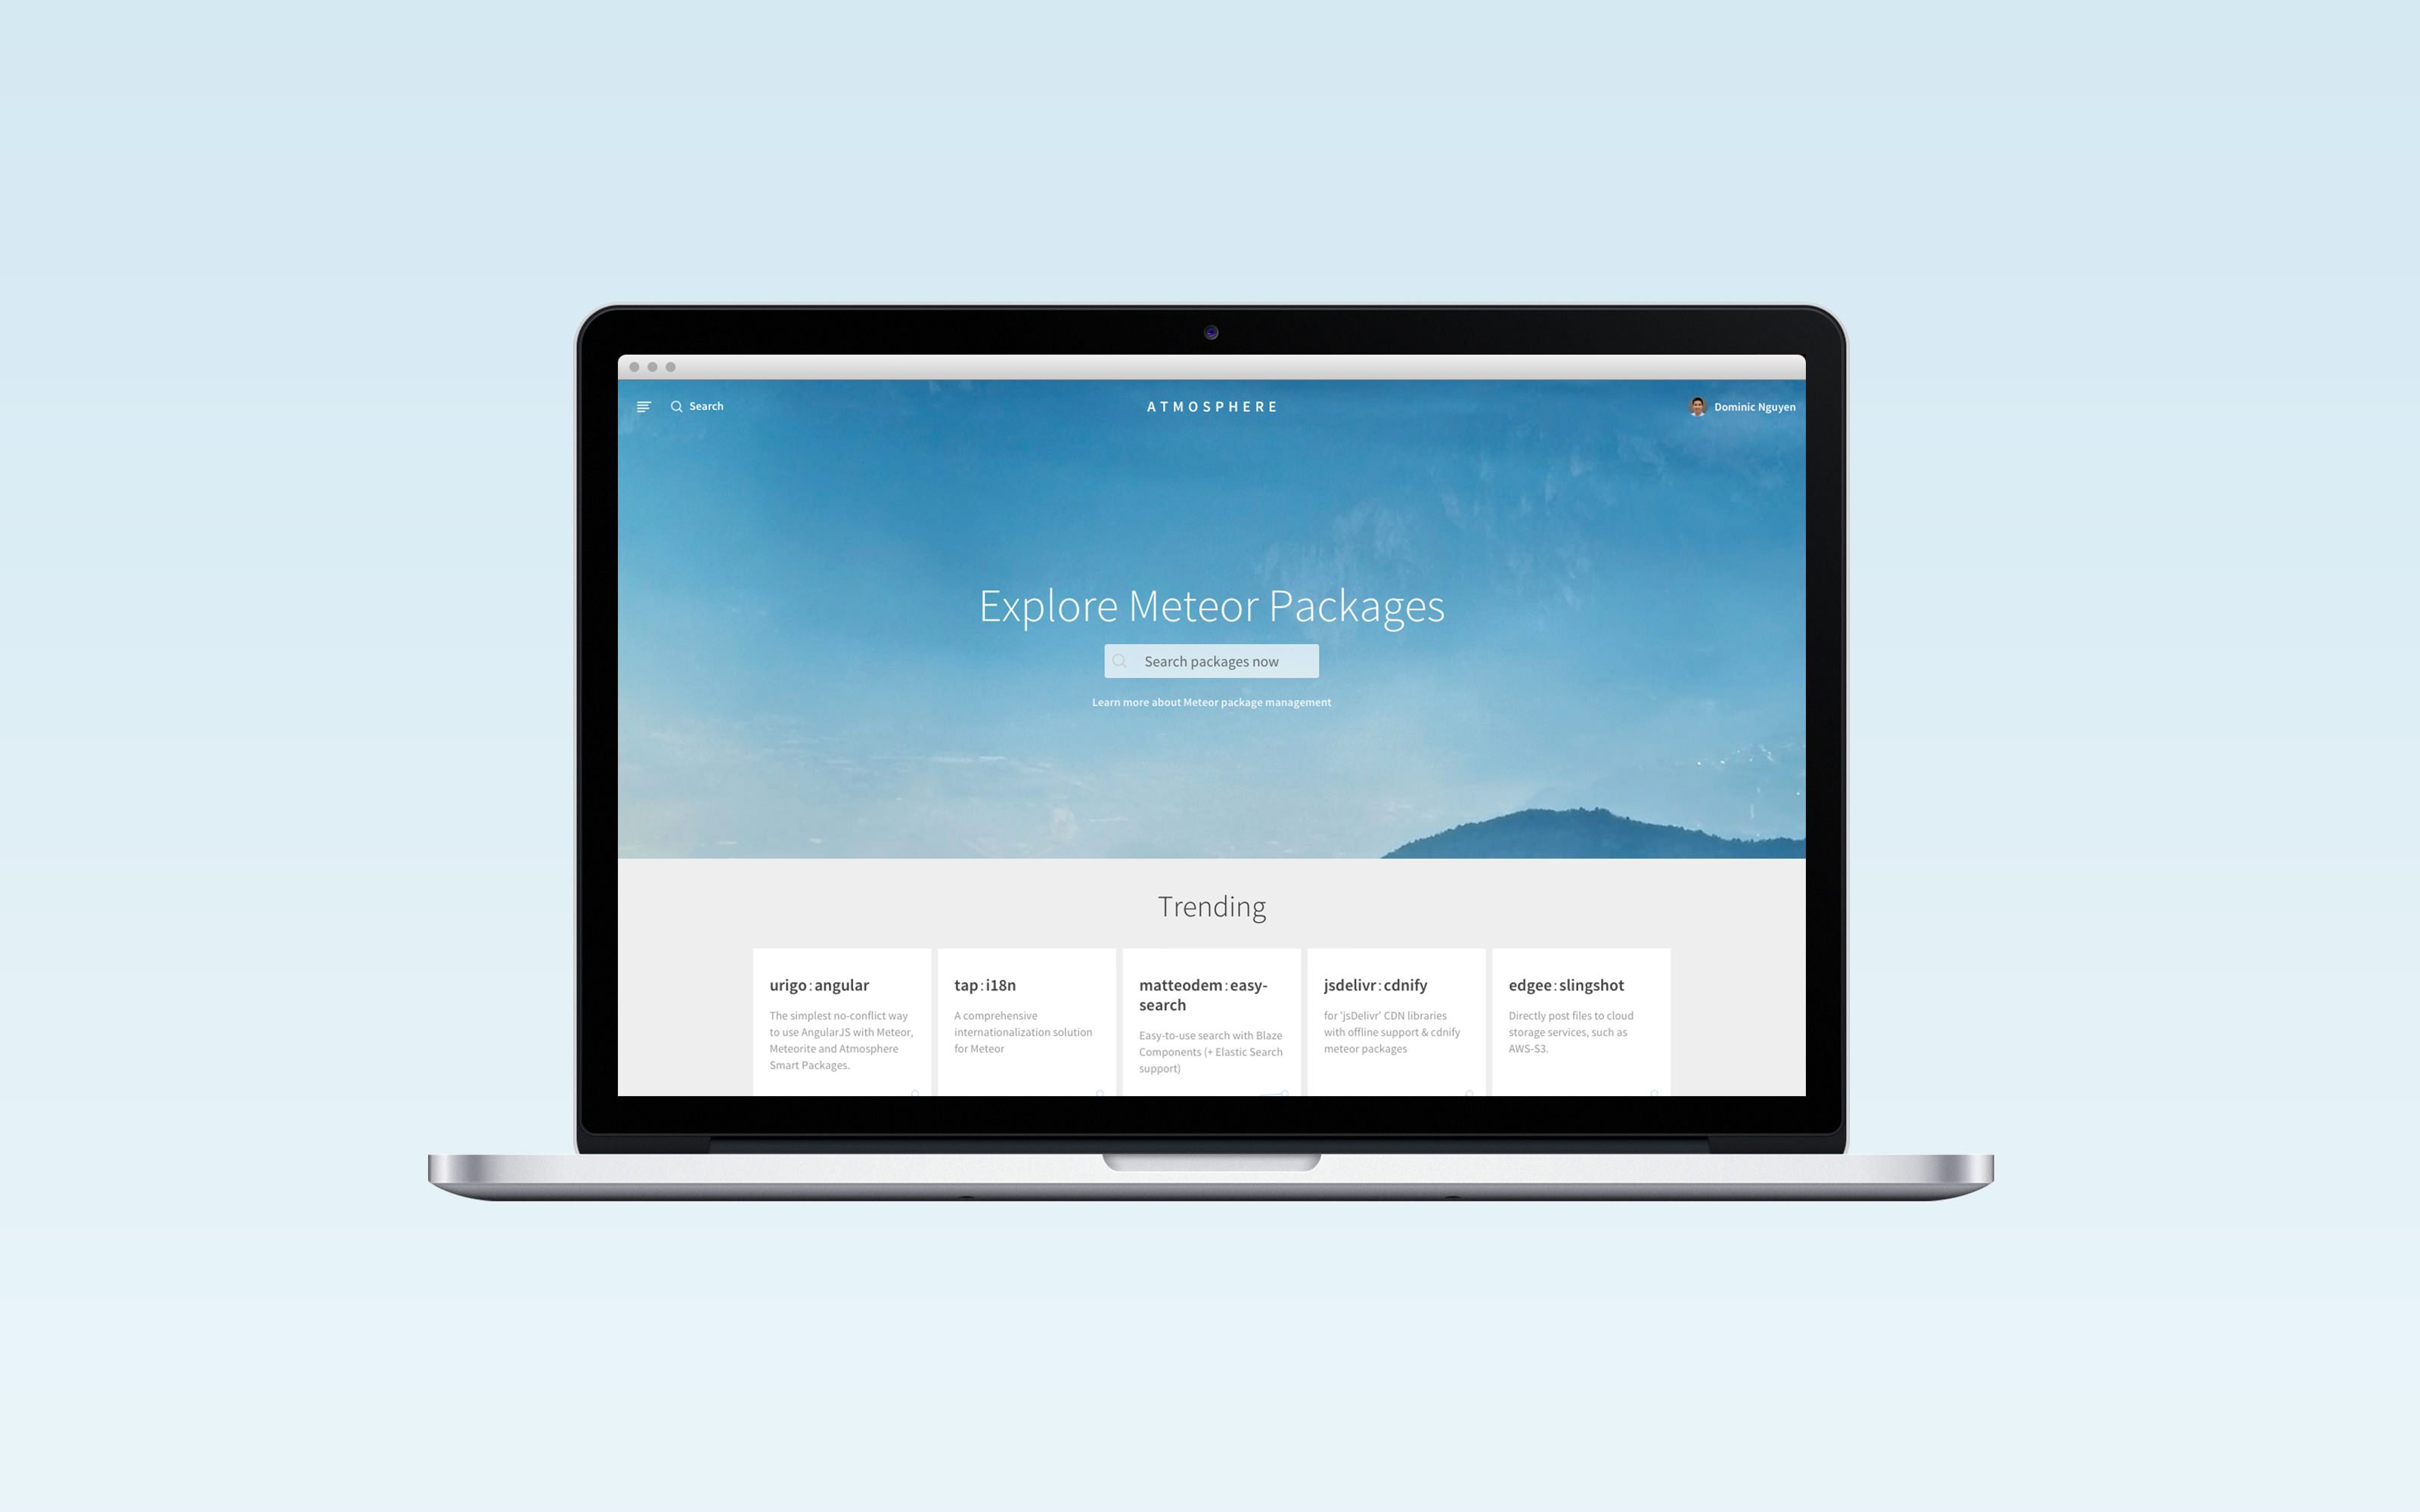 Search
ATMOSPHERE
Dominic Nguyen
Explore Meteor Packages
Search packages now
Learn more about Meteor package management
Trending
urigo:angular
The simplest no-conflict way
to use AngularJS with Meteor,
Meteorite and Atmosphere
Smart Packages.
tap:i18n
A comprehensive
internationalization solution
for Meteor
matteodem:easy-
search
Easy-to-use search with Blaze
Components (+ Elastic Search
support)
jsdelivr:cdnify
for 'jsDelivr' CDN libraries
with offline support & cdnify
meteor packages
edgee:slingshot
Directly post files to cloud
storage services, such as
AWS-S3.